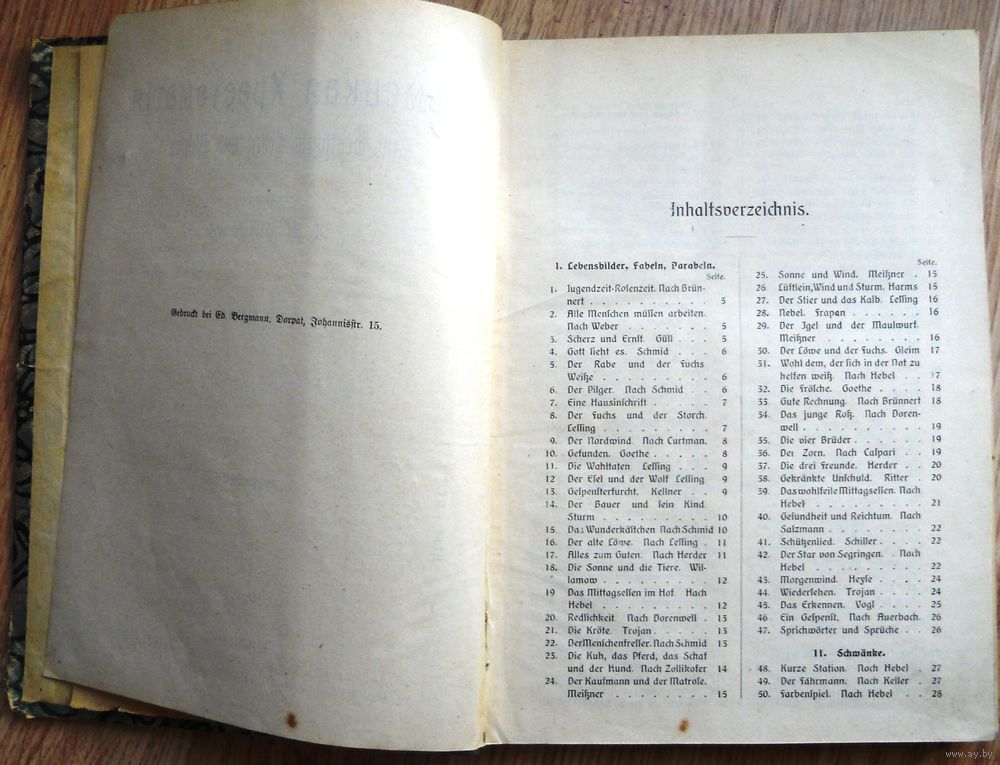 Gedruckt bei Ed. Bergmann, Dorpat, Johannisstr. 15.
Inhaltsverzeichnis.
I. Lebensbilder, Fabeln, Parabeln.
Seite.
1. Jugendzeit-Rosenzeit. Nach Brün-
nert . . . . . . . . . 5
2. Alle Menschen müssen arbeiten.
Nach Weber . . . . . . . 5
3. Scherz und Ernst. Güll . . . 5
4. Gott sieht es. Schmid . . . 6
5. Der Rabe und der Fuchs
Weiße . . . . . . . . 6
6. Der Pilger. Nach Schmid . . 6
7. Eine Hausinschrift . . . . . 7
8. Der Fuchs und der Storch.
Lessing . . . . . . . . 7
9. Der Nordwind. Nach Curtman. 8
10. Gefunden. Goethe . . . . . 8
11. Die Wohltaten Lessing . . . 9
12 Der Esel und der Wolf Lessing 9
13. Gespensterfurcht. Kellner . . 9
14. Der Bauer und sein Kind.
Sturm . . . . . . . . 10
15. Das Wunderkästchen Nach Schmid 10
16. Der alte Löwe. Nach Lessing . 11
17. Alles zum Guten. Nach Herder 11
18. Die Sonne und die Tiere. Wil-
lamow . . . . . . . . 12
19 Das Mittagsessen im Hof. Nach
Hebel . . . . . . . . 12
20. Redlichkeit. Nach Dorenwell . 13
21. Die Kröte. Trojan . . . . . 13
22. Der Menschenfresser. Nach Schmid 13
23. Die Kuh, das Pferd, das Schaf
und der Hund. Nach Zollikofer 14
24. Der Kaufmann und der Matrose.
Meißner . . . . . . . 15
Seite.
25. Sonne und Wind. Meißner . 15
26 Lüftlein, Wind und Sturm. Harms 15
27. Der Stier und das Kalb. Lessing 16
28. Nebel. Frapan . . . . . . 16
29. Der Igel und der Maulwurf.
Meißner . . . . . . . . 16
30. Der Löwe und der Fuchs. Gleim 17
31. Wohl dem, der sich in der Not zu
helfen weiß. Nach Hebel . . 17
32. Die Frösche. Goethe . . . . 18
33. Gute Rechnung. Nach Brünnert 18
34. Das junge Roß. Nach Doren-
well . . . . . . . . . 19
35. Die vier Brüder . . . . . . 19
36. Der Zorn. Nach Caspari . . 19
37. Die drei Freunde. Herder . . 20
38. Gekränkte Unschuld. Ritter . 20
39. Das wohlfeile Mittagsessen. Nach
Hebel . . . . . . . . . 21
40. Gesundheit und Reichtum. Nach
Salzmann . . . . . . . 22
41. Schützenlied. Schiller . . . . 22
42. Der Star von Segringen. . Nach
Hebel . . . . . . . . . 22
43. Morgenwind. Heyse . . . . 24
44. Wiedersehen. Trojan . . . . 24
45. Das Erkennen. Vogl . . . . 25
46 Ein Gespenst. Nach Auerbach. 26
47. Sprichwörter und Sprüche . . 26
II. Schwänke.
48. Kurze Station. Nach Hebel . 27
49. Der Fährmann. Nach Keller . 27
50. Farbenspiel. Nach Hebel . . 28
www.ay.by